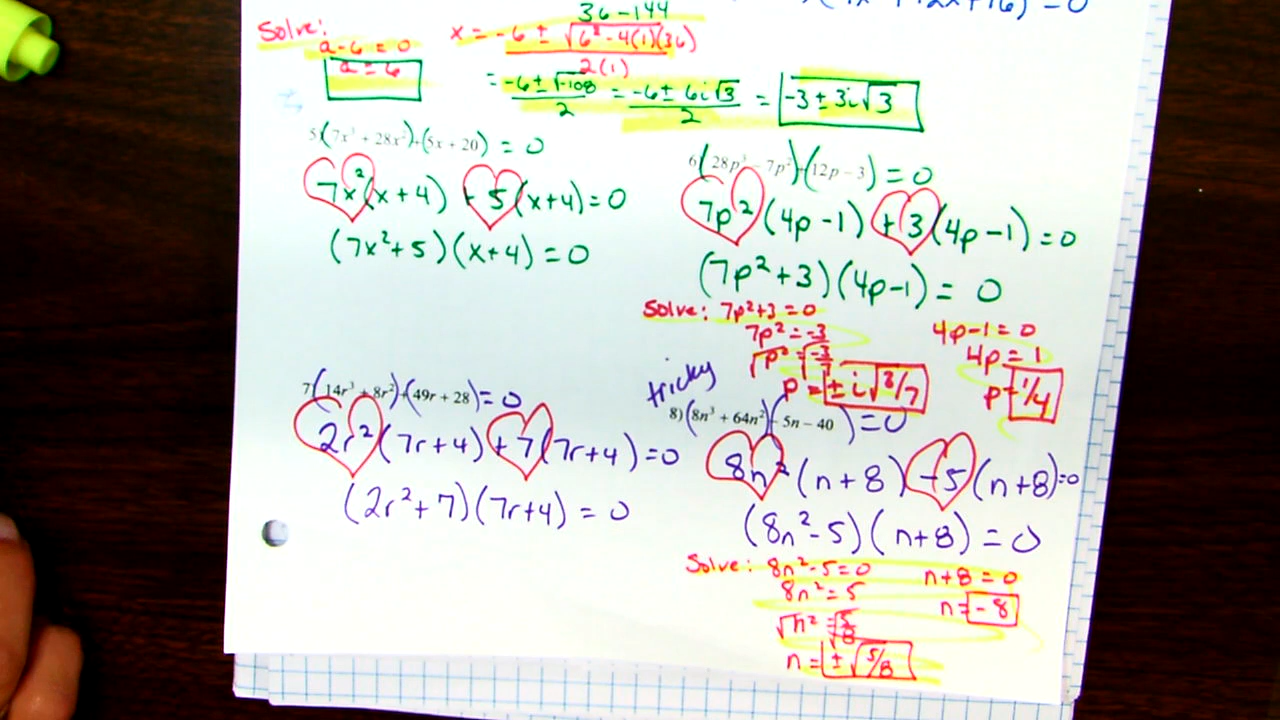 x + 12x + 16) = 0
Solve:
a - 6 = 0
a = 6
36 - 144
x = -6 ± √6² - 4(1)(36)
2(1)
= -6 ± √-108 = -6 ± 6i√3 = -3 ± 3i√3
2 2
5(7x³ + 28x²)+(5x + 20) = 0
7x²(x + 4) + 5(x+4) = 0
(7x² + 5)(x+4) = 0
6(28p³ - 7p²)+(12p - 3) = 0
7p²(4p - 1) + 3(4p - 1) = 0
(7p² + 3)(4p - 1) = 0
Solve: 7p²+3 = 0
7p² = -3
√p² = √-3/7
p = ± i√3/7
4p - 1 = 0
4p = 1
p = 1/4
7(14r³ + 8r²)+(49r + 28) = 0
2r²(7r + 4) + 7(7r + 4) = 0
(2r² + 7)(7r+4) = 0
tricky
8) (8n³ + 64n²)(-5n - 40) = 0
8n²(n + 8) - 5(n+8) = 0
(8n² - 5)(n+8) = 0
Solve: 8n² - 5 = 0
8n² = 5
√n² = √5/8
n = ± √5/8
n + 8 = 0
n = -8